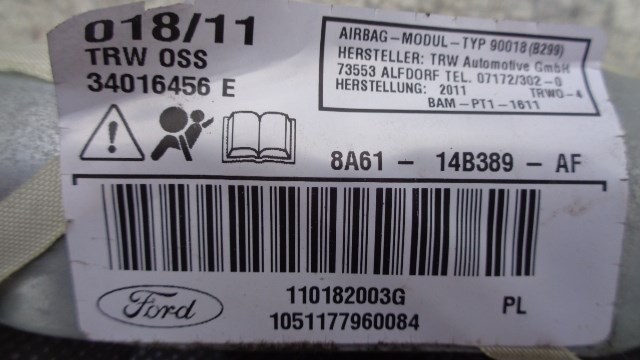 018/11
TRW OSS
34016456 E
AIRBAG-MODUL-TYP 90018 (B299)
HERSTELLER: TRW Automotive GmbH
73553 ALFDORF TEL. 07172/302-0
HERSTELLUNG: 2011 TRWO-4
BAM-PT1-1611
8A61 - 14B389 - AF
Ford
110182003G
PL
1051177960084